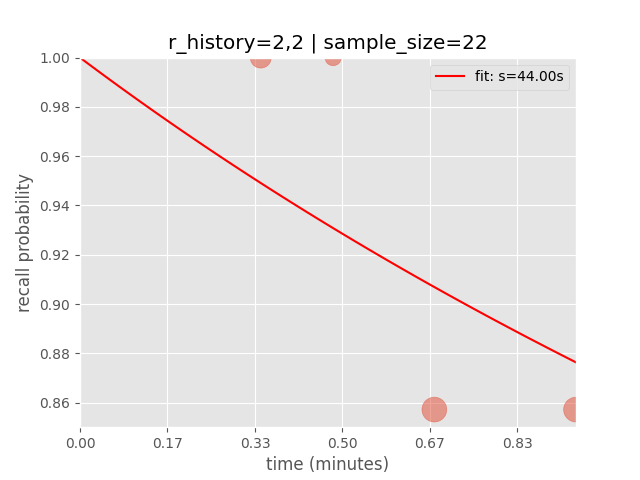 r_history=2,2 | sample_size=22
fit: s=44.00s
recall probability
1.00
0.98
0.96
0.94
0.92
0.90
0.88
0.86
0.00 0.17 0.33 0.50 0.67 0.83
time (minutes)